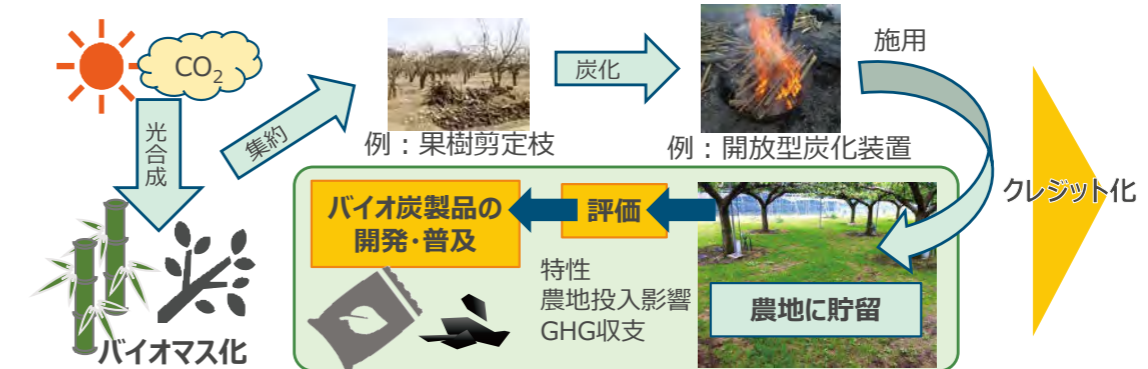 CO₂
光合成
バイオマス化
集約
例：果樹剪定枝
炭化
例：開放型炭化装置
施用
農地に貯留
評価
特性
農地投入影響
GHG収支
バイオ炭製品の
開発・普及
クレジット化